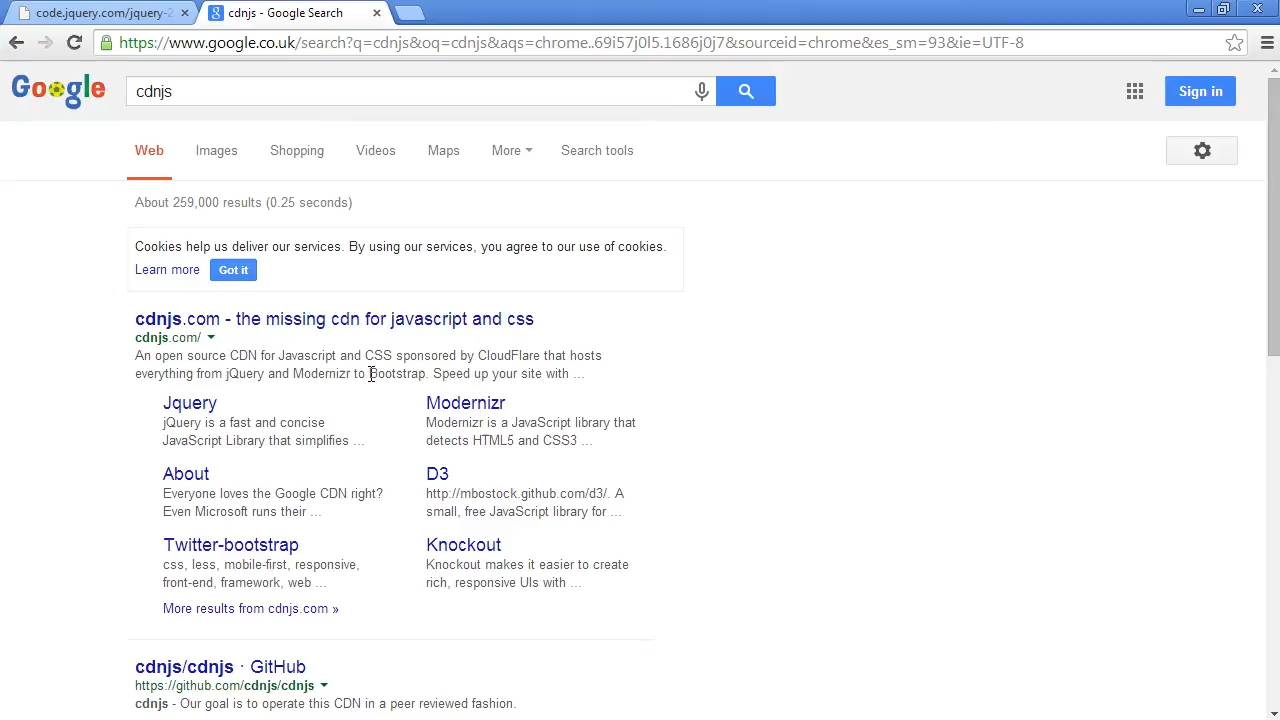 code.jquery.com/jquery-2
cdnjs - Google Search
https://www.google.co.uk/search?q=cdnjs&oq=cdnjs&aqs=chrome..69i57j0l5.1686j0j7&sourceid=chrome&es_sm=93&ie=UTF-8
Google
cdnjs
Sign in
Web Images Shopping Videos Maps More Search tools
About 259,000 results (0.25 seconds)
Cookies help us deliver our services. By using our services, you agree to our use of cookies.
Learn more Got it
cdnjs.com - the missing cdn for javascript and css
cdnjs.com/
An open source CDN for Javascript and CSS sponsored by CloudFlare that hosts
everything from jQuery and Modernizr to Bootstrap. Speed up your site with ...
Jquery
jQuery is a fast and concise
JavaScript Library that simplifies ...
Modernizr
Modernizr is a JavaScript library that
detects HTML5 and CSS3 ...
About
Everyone loves the Google CDN right?
Even Microsoft runs their ...
D3
http://mbostock.github.com/d3/. A
small, free JavaScript library for ...
Twitter-bootstrap
css, less, mobile-first, responsive,
front-end, framework, web ...
Knockout
Knockout makes it easier to create
rich, responsive UIs with ...
More results from cdnjs.com »
cdnjs/cdnjs · GitHub
https://github.com/cdnjs/cdnjs
cdnjs - Our goal is to operate this CDN in a peer reviewed fashion.